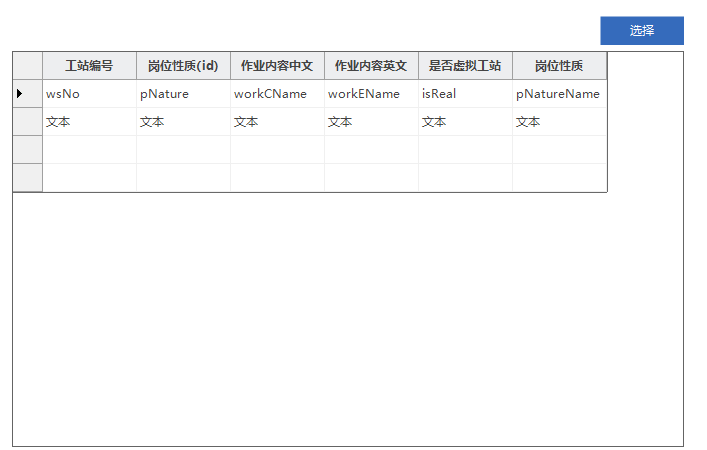 选择
工站编号 岗位性质(id) 作业内容中文 作业内容英文 是否虚拟工站 岗位性质
wsNo pNature workCName workEName isReal pNatureName
文本 文本 文本 文本 文本 文本